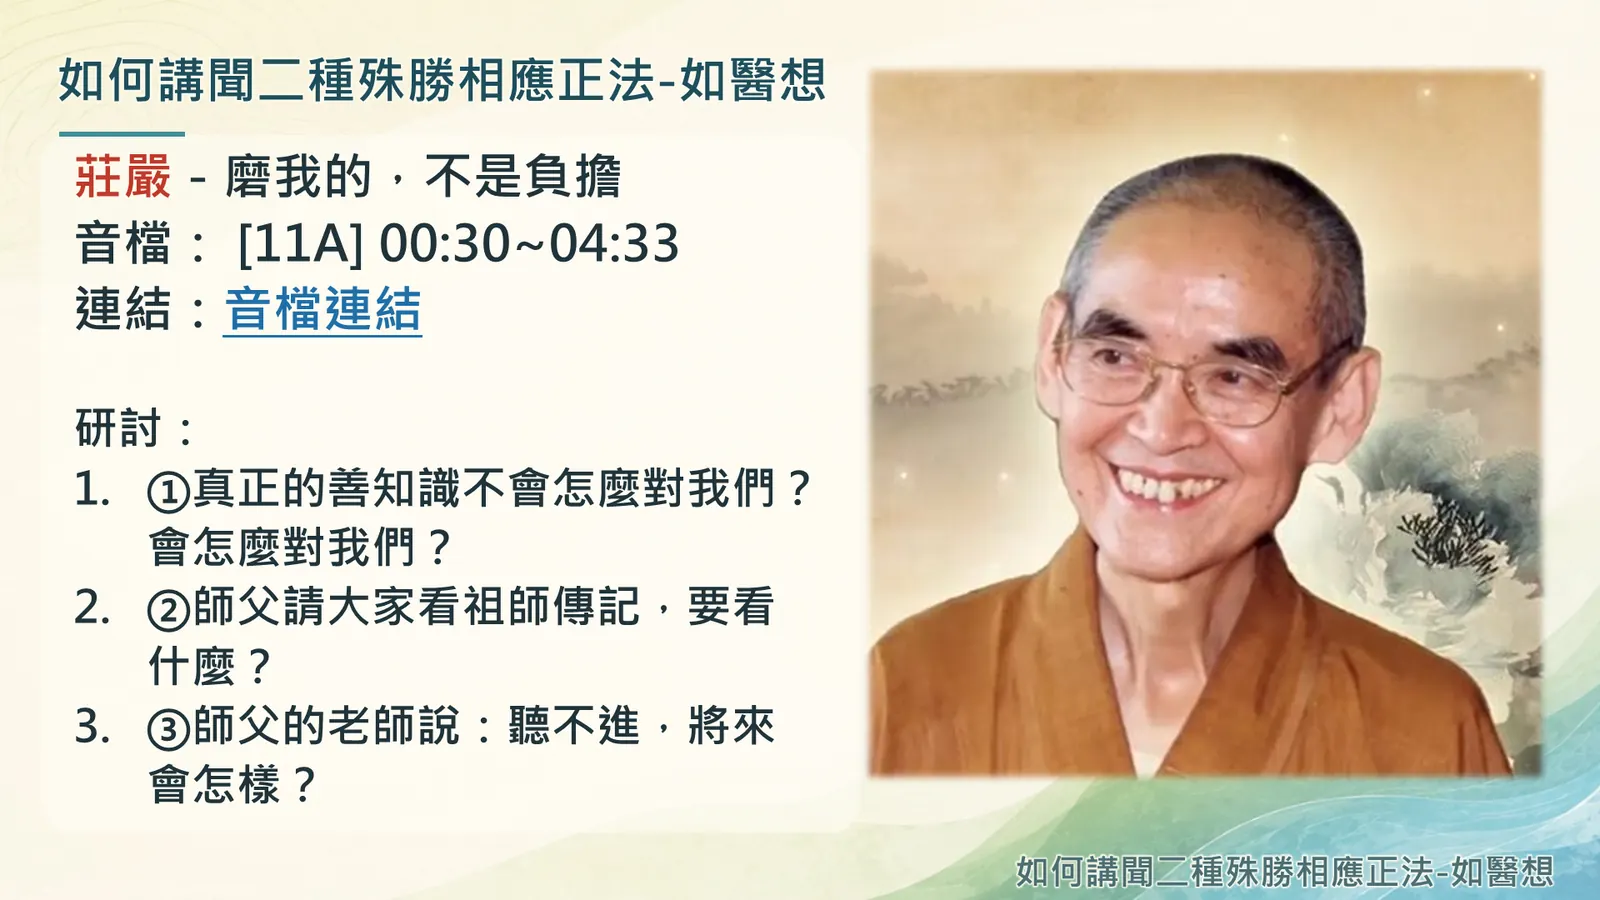 如何講聞二種殊勝相應正法-如醫想
莊嚴 - 磨我的，不是負擔
音檔： [11A] 00:30~04:33
連結：音檔連結
研討：
1. ①真正的善知識不會怎麼對我們？
會怎麼對我們？
2. ②師父請大家看祖師傳記，要看
什麼？
3. ③師父的老師說：聽不進，將來
會怎樣？
如何講聞二種殊勝相應正法-如醫想